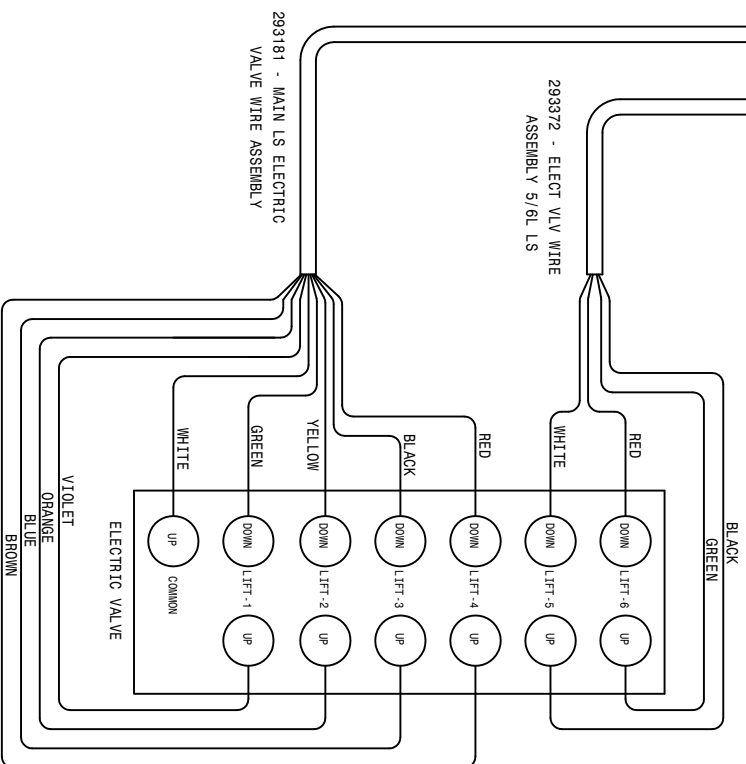 293181 - MAIN LS ELECTRIC
VALVE WIRE ASSEMBLY
293372 - ELECT VLV WIRE
ASSEMBLY 5/6L LS
WHITE
GREEN
YELLOW
BLACK
RED
WHITE
RED
BLACK
GREEN
VIOLET
ORANGE
BLUE
BROWN
ELECTRIC VALVE
UP
COMMON
DOWN
LIFT-1
UP
DOWN
LIFT-2
UP
DOWN
LIFT-3
UP
DOWN
LIFT-4
UP
DOWN
LIFT-5
UP
DOWN
LIFT-6
UP